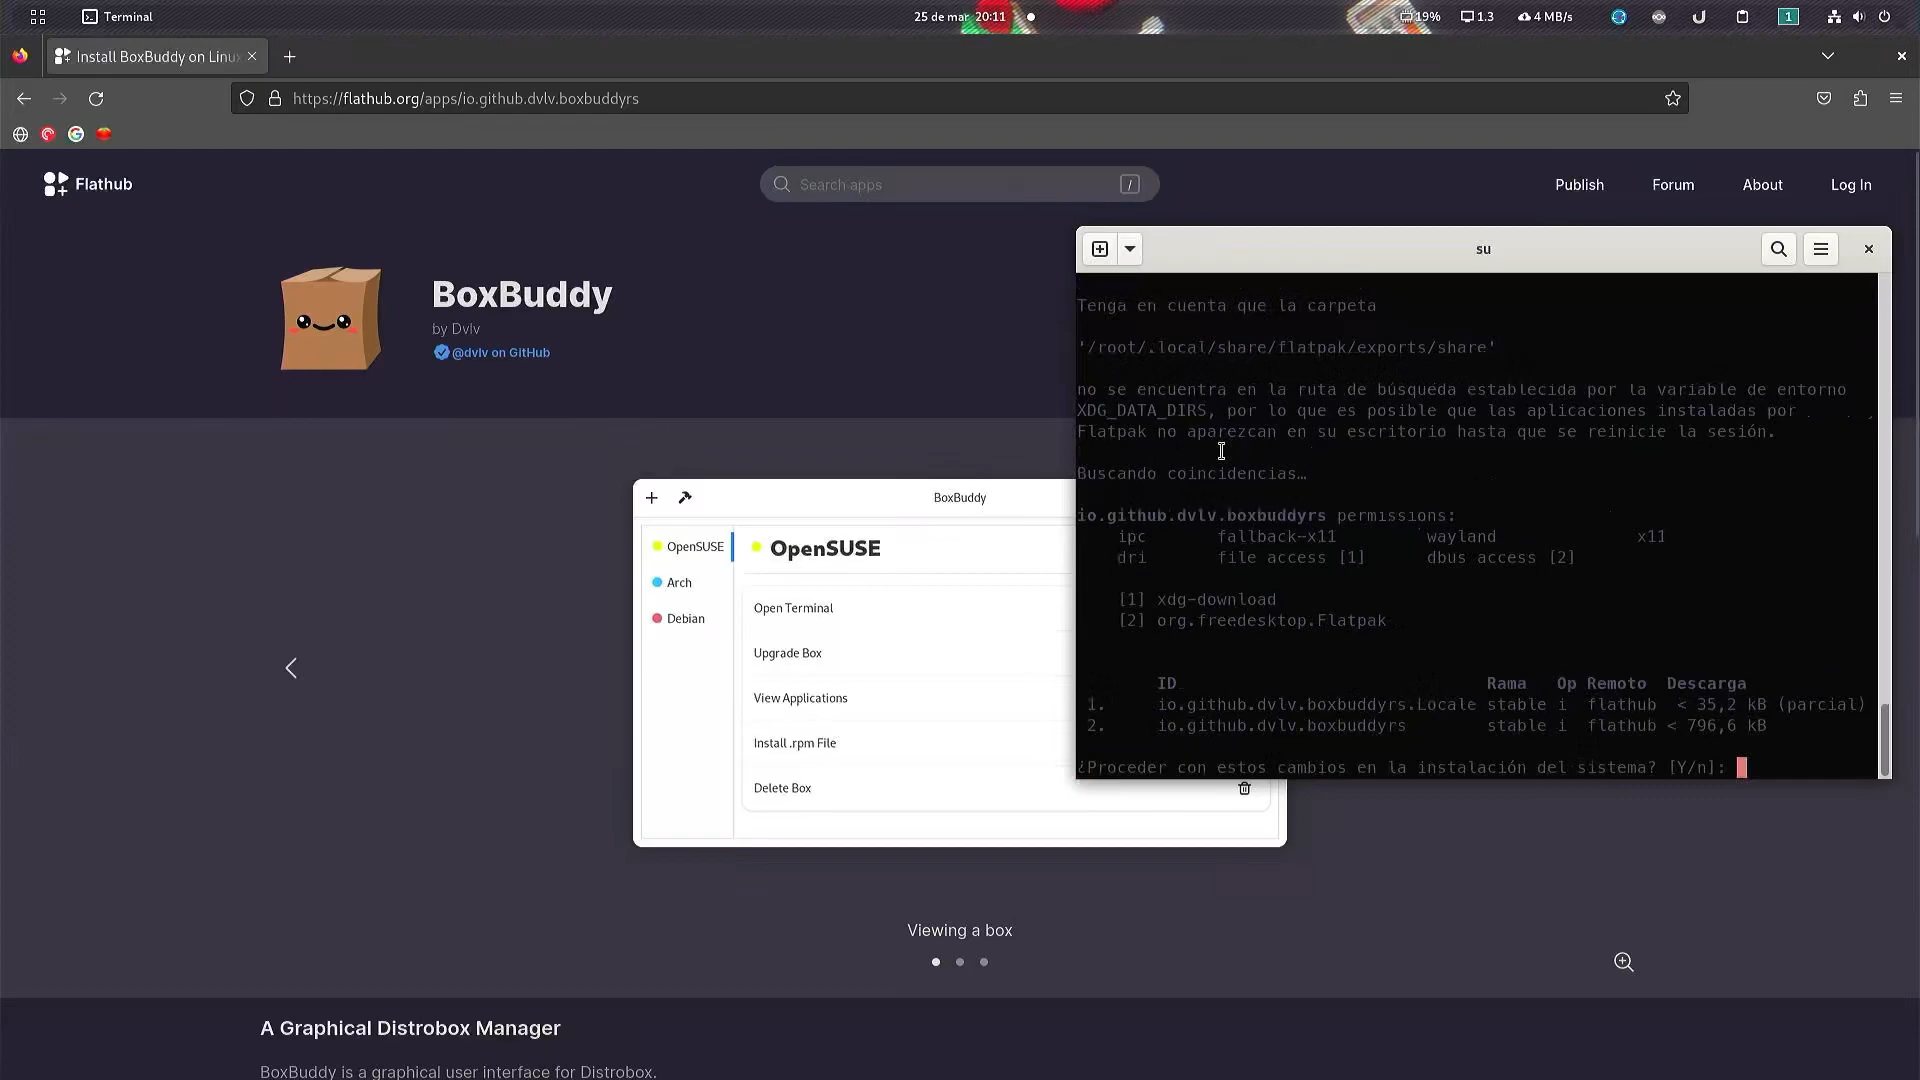 Terminal
25 de mar 20:11
19%
1.3
4 MB/s
1
Install BoxBuddy on Linux
https://flathub.org/apps/io.github.dvlv.boxbuddyrs
Flathub
Search apps
/
Publish
Forum
About
Log In
BoxBuddy
by Dvlv
@dvlv on GitHub
su
Tenga en cuenta que la carpeta
'/root/.local/share/flatpak/exports/share'
no se encuentra en la ruta de búsqueda establecida por la variable de entorno
XDG_DATA_DIRS, por lo que es posible que las aplicaciones instaladas por
Flatpak no aparezcan en su escritorio hasta que se reinicie la sesión.
Buscando coincidencias…
io.github.dvlv.boxbuddyrs permissions:
ipc fallback-x11 wayland x11
dri file access [1] dbus access [2]
[1] xdg-download
[2] org.freedesktop.Flatpak
ID Rama Op Remoto Descarga
1. io.github.dvlv.boxbuddyrs.Locale stable i flathub < 35,2 kB (parcial)
2. io.github.dvlv.boxbuddyrs stable i flathub < 796,6 kB
¿Proceder con estos cambios en la instalación del sistema? [Y/n]:
BoxBuddy
OpenSUSE
Arch
Debian
OpenSUSE
Open Terminal
Upgrade Box
View Applications
Install .rpm File
Delete Box
Viewing a box
A Graphical Distrobox Manager
BoxBuddy is a graphical user interface for Distrobox.